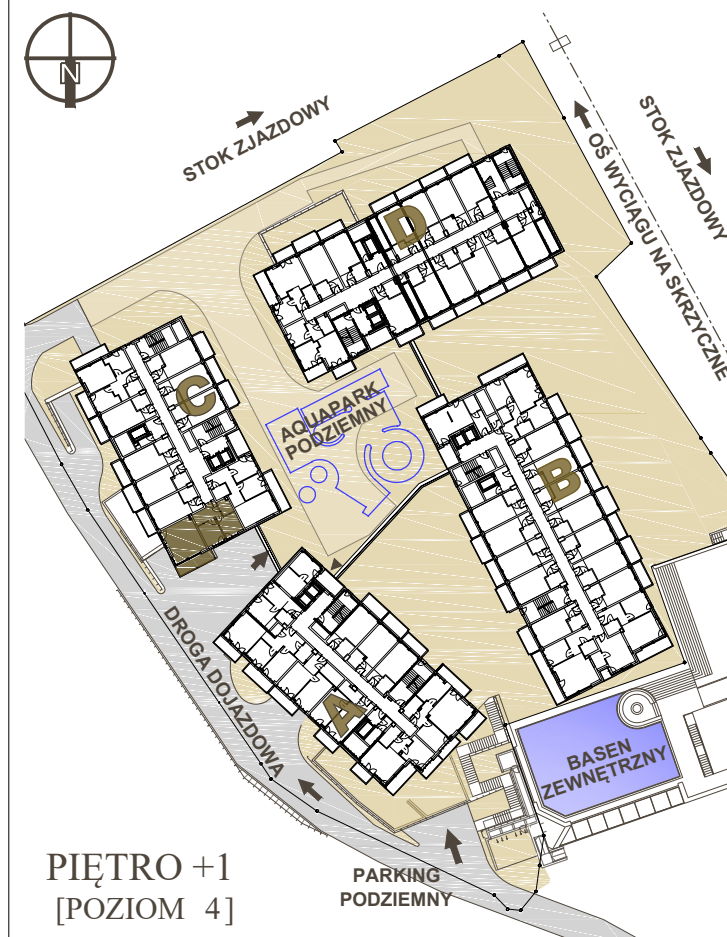 N
STOK ZJAZDOWY
STOK ZJAZDOWY
OŚ WYCIĄGU NA SKRZYCZNE
D
C
AQUAPARK
PODZIEMNY
B
DROGA DOJAZDOWA
A
BASEN
ZEWNĘTRZNY
PIĘTRO +1
[POZIOM 4]
PARKING
PODZIEMNY